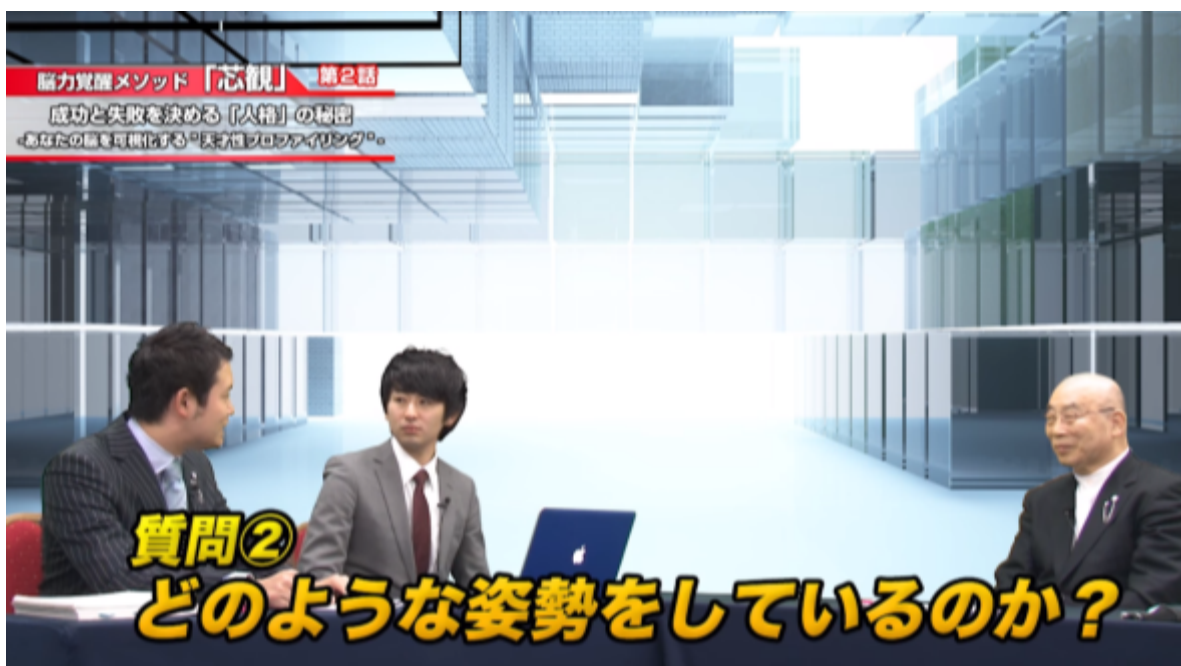 脳力覚醒メソッド「芯観」 第2話
成功と失敗を決める「人格」の秘密
-あなたの脳を可視化する"天才性プロファイリング"-
質問②
どのような姿勢をしているのか？